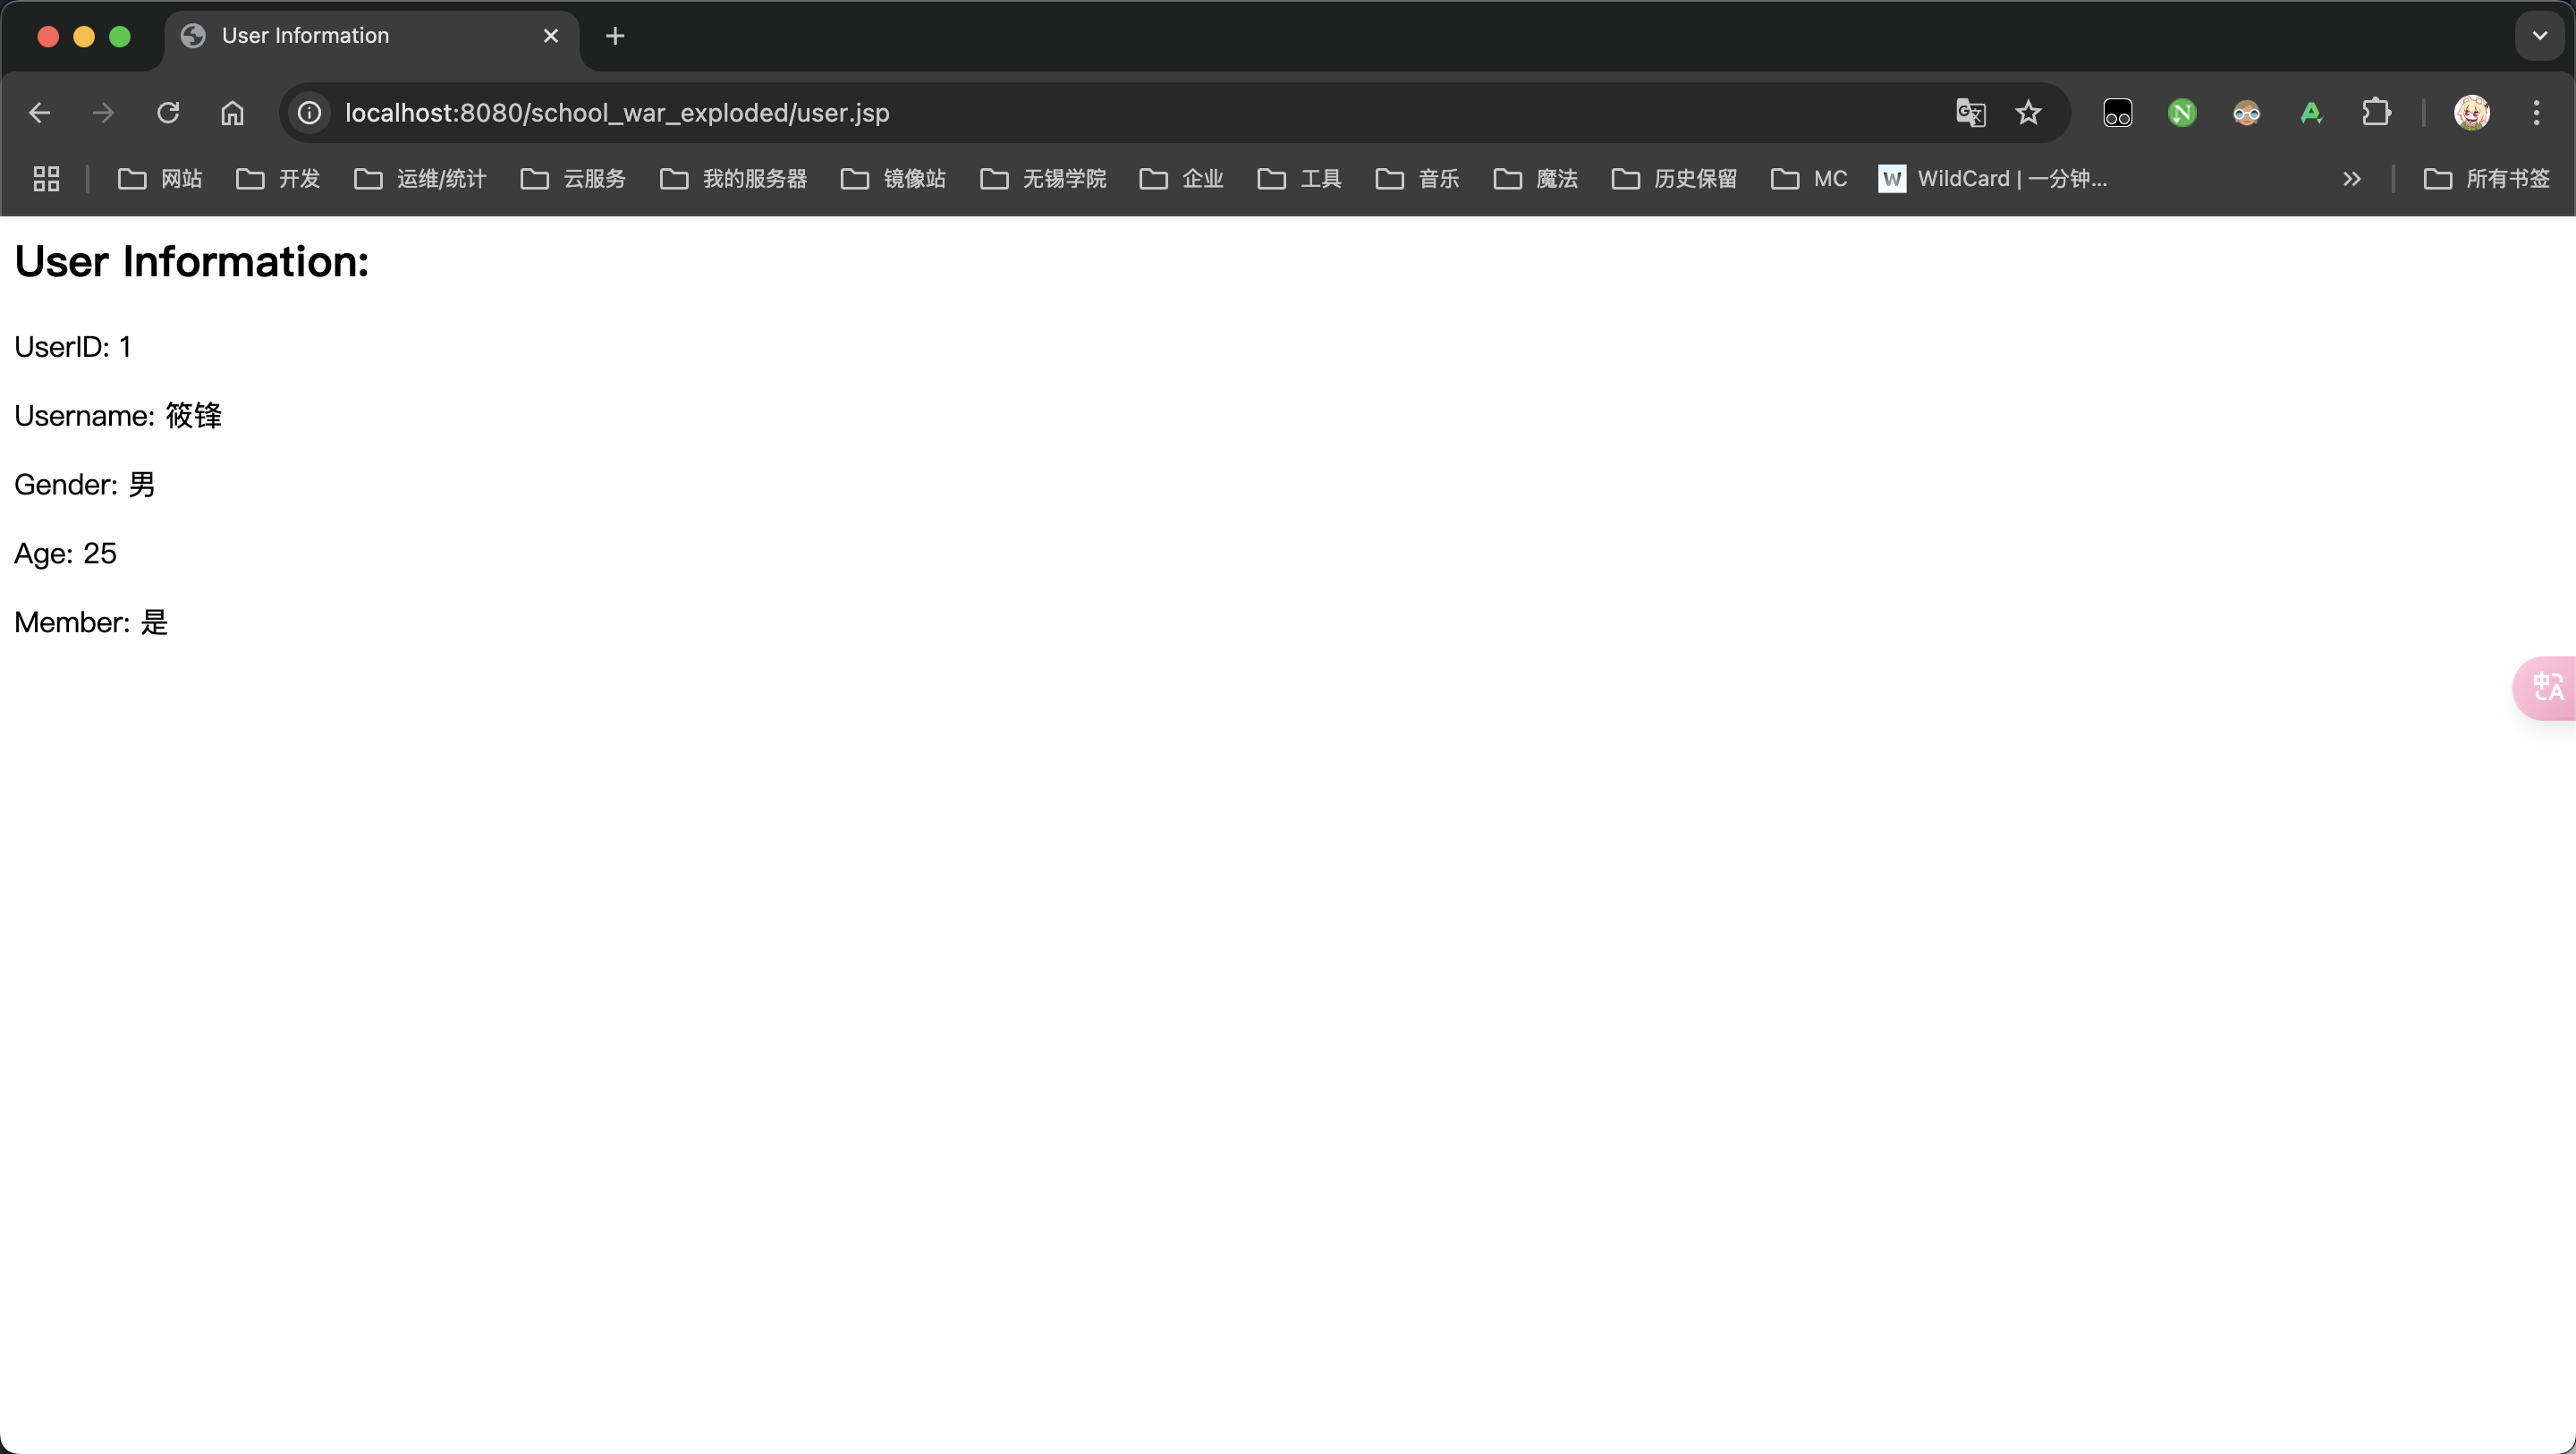 User Information
localhost:8080/school_war_exploded/user.jsp
网站 开发 运维/统计 云服务 我的服务器 镜像站 无锡学院 企业 工具 音乐 魔法 历史保留 MC W WildCard | 一分钟... 所有书签
User Information:
UserID: 1
Username: 筱锋
Gender: 男
Age: 25
Member: 是